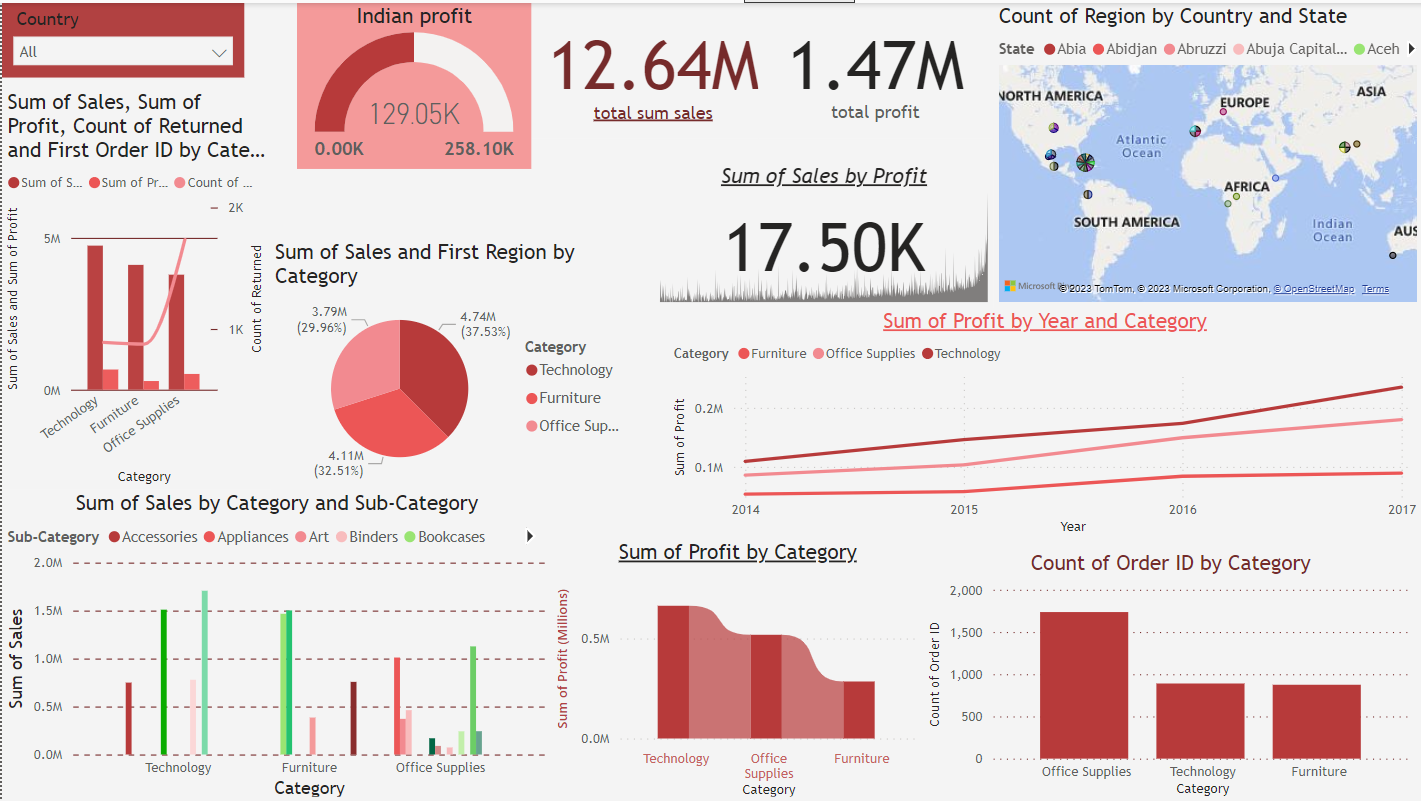 Country
All
Sum of Sales, Sum of
Profit, Count of Returned
and First Order ID by Cate...
Sum of S... Sum of Pr... Count of ...
Sum of Sales and Sum of Profit
5M
0M
2K
1K
Count of Returned
Technology
Furniture
Office Supplies
Category
Indian profit
129.05K
0.00K
258.10K
12.64M
total sum sales
1.47M
total profit
Sum of Sales by Profit
17.50K
Count of Region by Country and State
State Abia Abidjan Abruzzi Abuja Capital... Aceh
NORTH AMERICA
EUROPE
ASIA
Atlantic
Ocean
AFRICA
SOUTH AMERICA
Indian
Ocean
AUS
Microsoft
© 2023 TomTom, © 2023 Microsoft Corporation, © OpenStreetMap Terms
Sum of Sales and First Region by
Category
3.79M
(29.96%)
4.74M
(37.53%)
4.11M
(32.51%)
Category
Technology
Furniture
Office Sup...
Sum of Profit by Year and Category
Category Furniture Office Supplies Technology
Sum of Profit
0.2M
0.1M
2014 2015 2016 2017
Year
Sum of Sales by Category and Sub-Category
Sub-Category Accessories Appliances Art Binders Bookcases
Sum of Sales
2.0M
1.5M
1.0M
0.5M
0.0M
Technology Furniture Office Supplies
Category
Sum of Profit by Category
Sum of Profit (Millions)
0.5M
0.0M
Technology Office Furniture
Supplies
Category
Count of Order ID by Category
Count of Order ID
2,000
1,500
1,000
500
0
Office Supplies Technology Furniture
Category